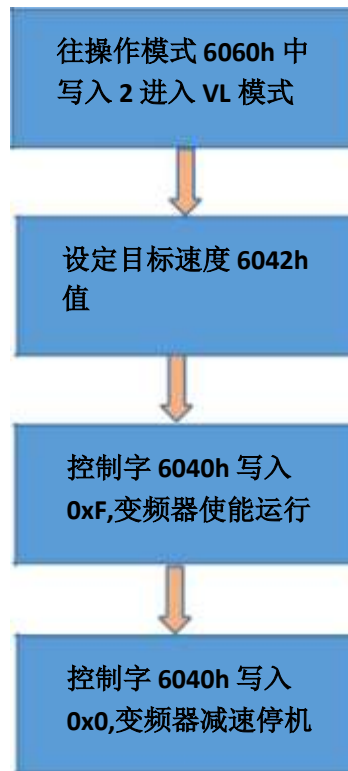 往操作模式 6060h 中
写入 2 进入 VL 模式
设定目标速度 6042h
值
控制字 6040h 写入
0xF,变频器使能运行
控制字 6040h 写入
0x0,变频器减速停机